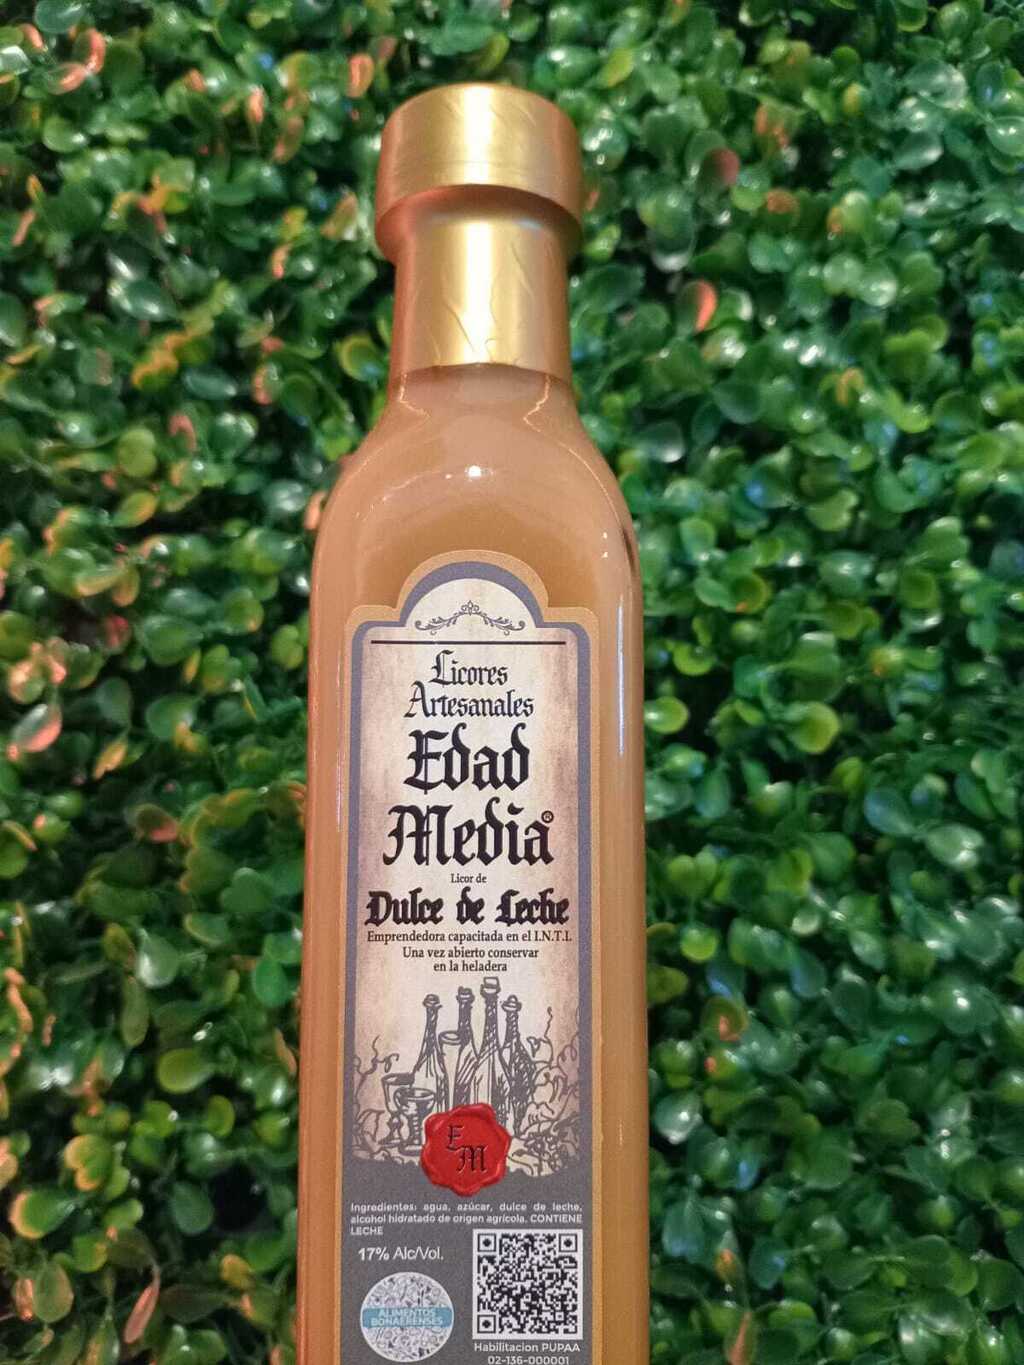 Licores
Artesanales
Edad
Media®
Licor de
Dulce de Leche
Emprendedora capacitada en el I.N.T.I.
Una vez abierto conservar
en la heladera
E
M
Ingredientes: agua, azúcar, dulce de leche,
alcohol hidratado de origen agrícola. CONTIENE
LECHE
17% Alc/Vol.
ALIMENTOS
BONAERENSES
Habilitacion PUPAA
02-136-000001